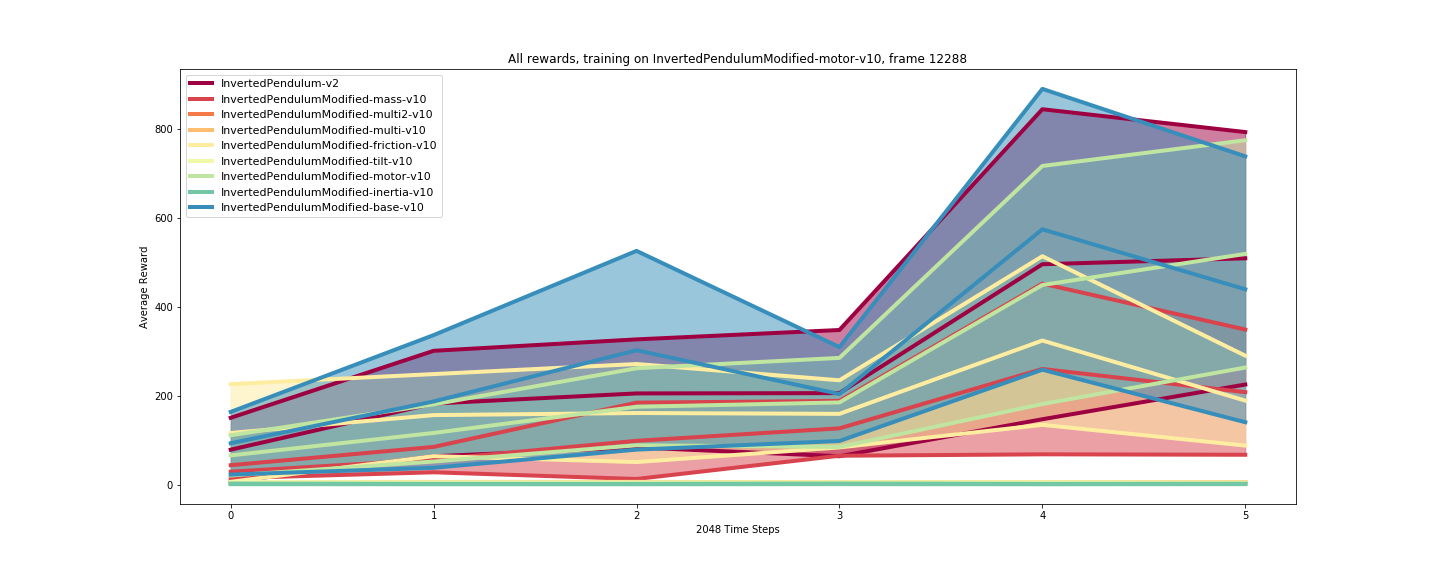 All rewards, training on InvertedPendulumModified-motor-v10, frame 12288
InvertedPendulum-v2
InvertedPendulumModified-mass-v10
InvertedPendulumModified-multi2-v10
InvertedPendulumModified-multi-v10
InvertedPendulumModified-friction-v10
InvertedPendulumModified-tilt-v10
InvertedPendulumModified-motor-v10
InvertedPendulumModified-inertia-v10
InvertedPendulumModified-base-v10
Average Reward
800
600
400
200
0
0 1 2 3 4 5
2048 Time Steps